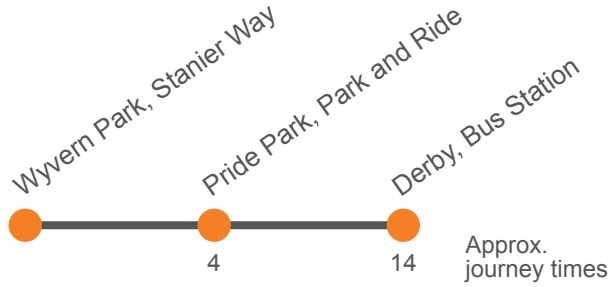 Wyvern Park, Stanier Way
Pride Park, Park and Ride
Derby, Bus Station
4
14
Approx.
journey times